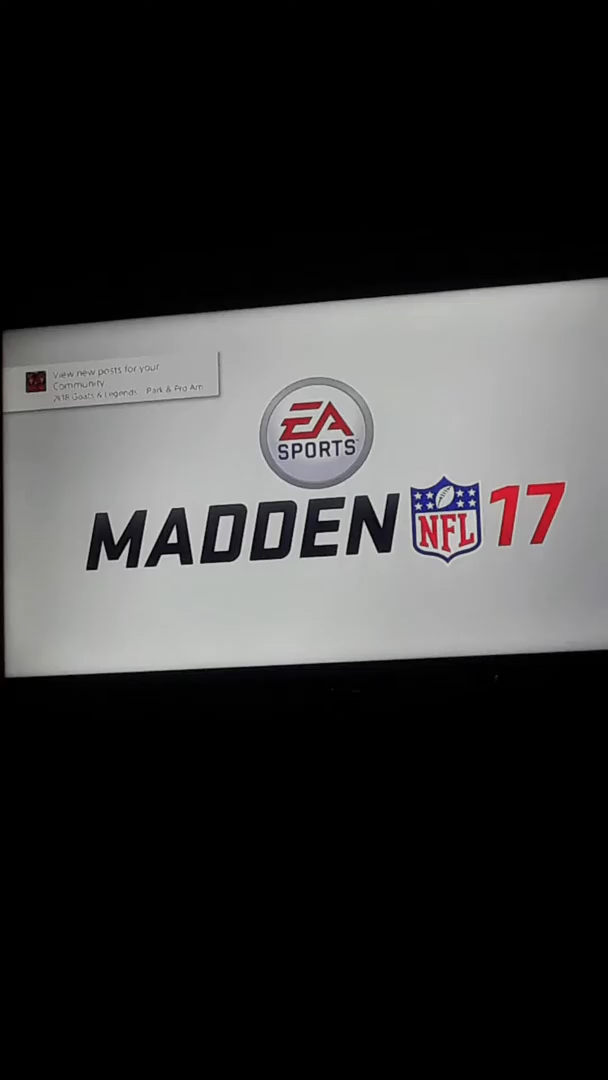 View new posts for your
Community
2k18 Goats & Legends... Park & Pro Am
EA
SPORTS
MADDEN NFL 17